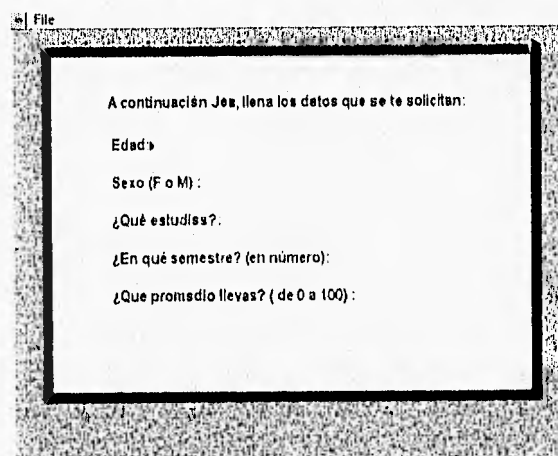 File
A continuación Jes, llena los datos que se te solicitan:
Edad:
Sexo (F o M) :
¿Qué estudias?:
¿En qué semestre? (en número):
¿Que promedio llevas? ( de 0 a 100) :